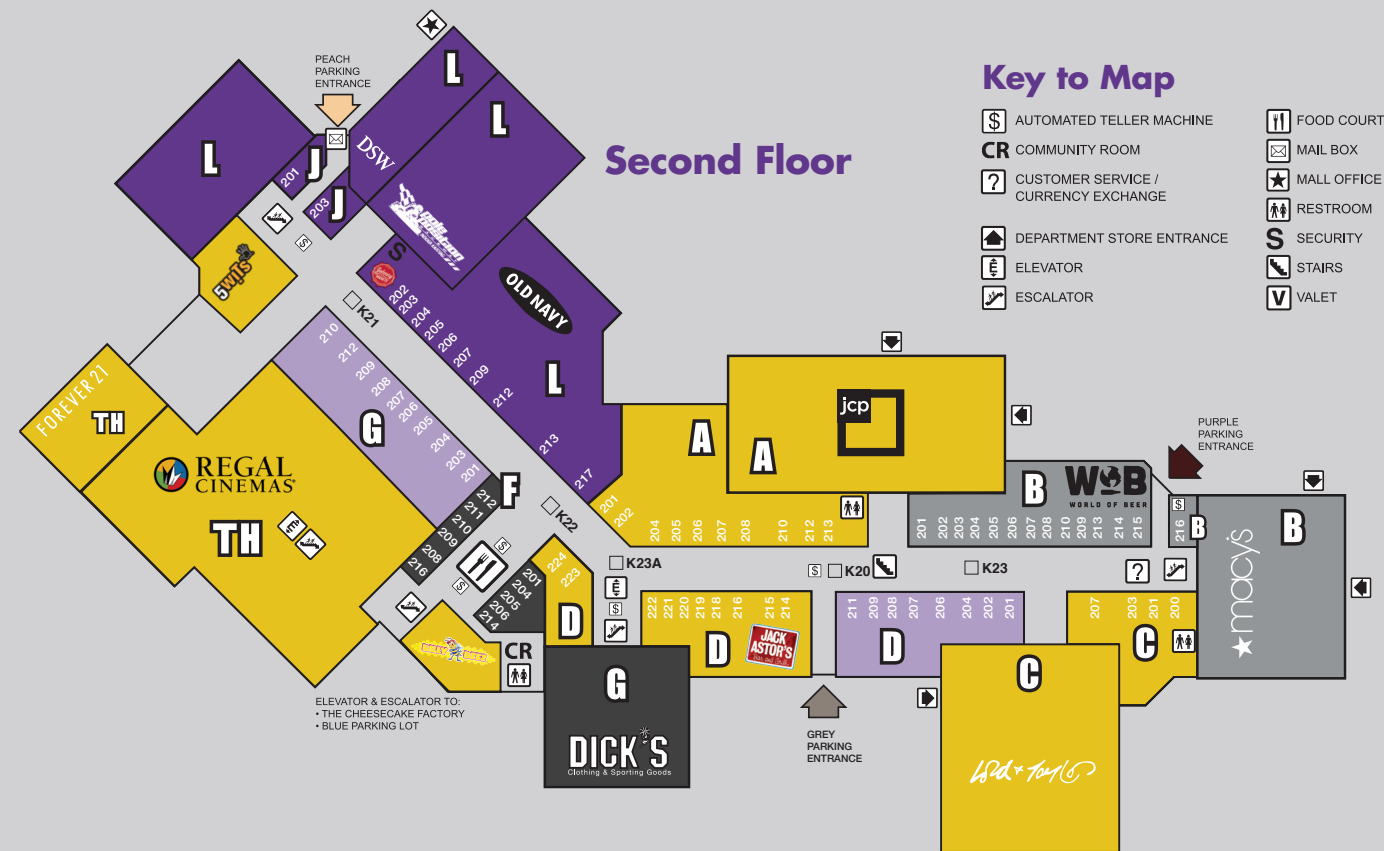 PEACH
PARKING
ENTRANCE
Second Floor
Key to Map
$ AUTOMATED TELLER MACHINE
CR COMMUNITY ROOM
? CUSTOMER SERVICE /
CURRENCY EXCHANGE
DEPARTMENT STORE ENTRANCE
E ELEVATOR
ESCALATOR
FOOD COURT
MAIL BOX
MALL OFFICE
RESTROOM
S SECURITY
STAIRS
V VALET
L
L
L
DSW
L
J
201
J
203
$
5 wits
S
OLD NAVY
202
203
204
205
206
207
209
212
213
217
K21
210
212
209
208
207
206
205
204
203
201
G
FOREVER 21
TH
REGAL
CINEMAS
TH
E
F
212
211
210
209
208
216
$
$
201
204
205
206
214
K22
224
223
D
CR
ELEVATOR & ESCALATOR TO:
• THE CHEESECAKE FACTORY
• BLUE PARKING LOT
G
DICK'S
Clothing & Sporting Goods
K23A
E
$
A
201
202
204
205
206
207
208
210
212
213
A
jcp
222
221
220
219
218
216
215
214
D
JACK
ASTOR'S
$
K20
K23
GREY
PARKING
ENTRANCE
211
209
208
207
206
204
202
201
D
B
WOB
WORLD OF BEER
201
202
203
204
205
206
207
208
210
209
213
214
215
PURPLE
PARKING
ENTRANCE
$
216
B
B
macy's
?
207
203
201
200
C
C
Lord + Taylor